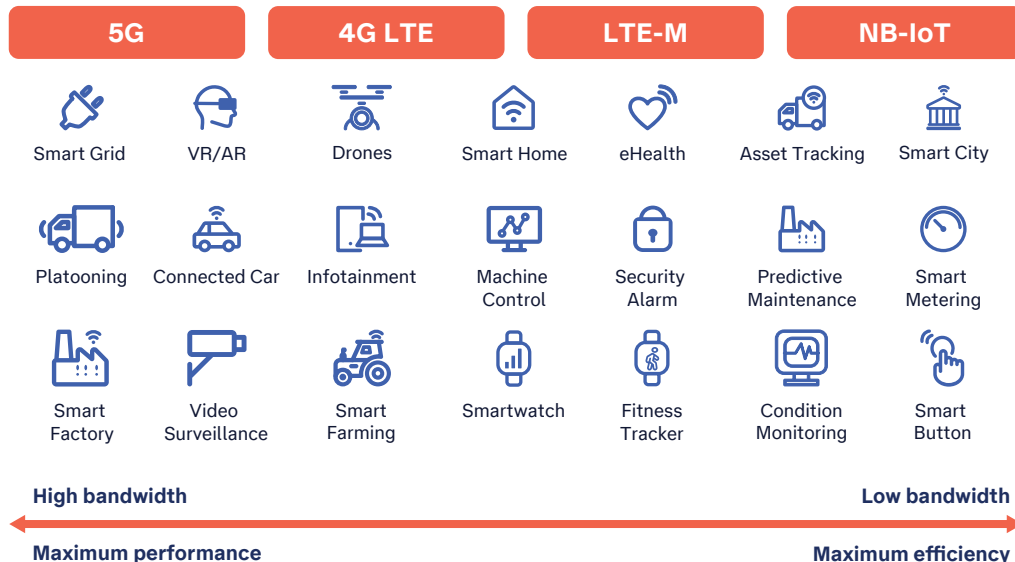 5G
4G LTE
LTE-M
NB-IoT
Smart Grid
VR/AR
Drones
Smart Home
eHealth
Asset Tracking
Smart City
Platooning
Connected Car
Infotainment
Machine
Control
Security
Alarm
Predictive
Maintenance
Smart
Metering
Smart
Factory
Video
Surveillance
Smart
Farming
Smartwatch
Fitness
Tracker
Condition
Monitoring
Smart
Button
High bandwidth
Low bandwidth
Maximum performance
Maximum efficiency